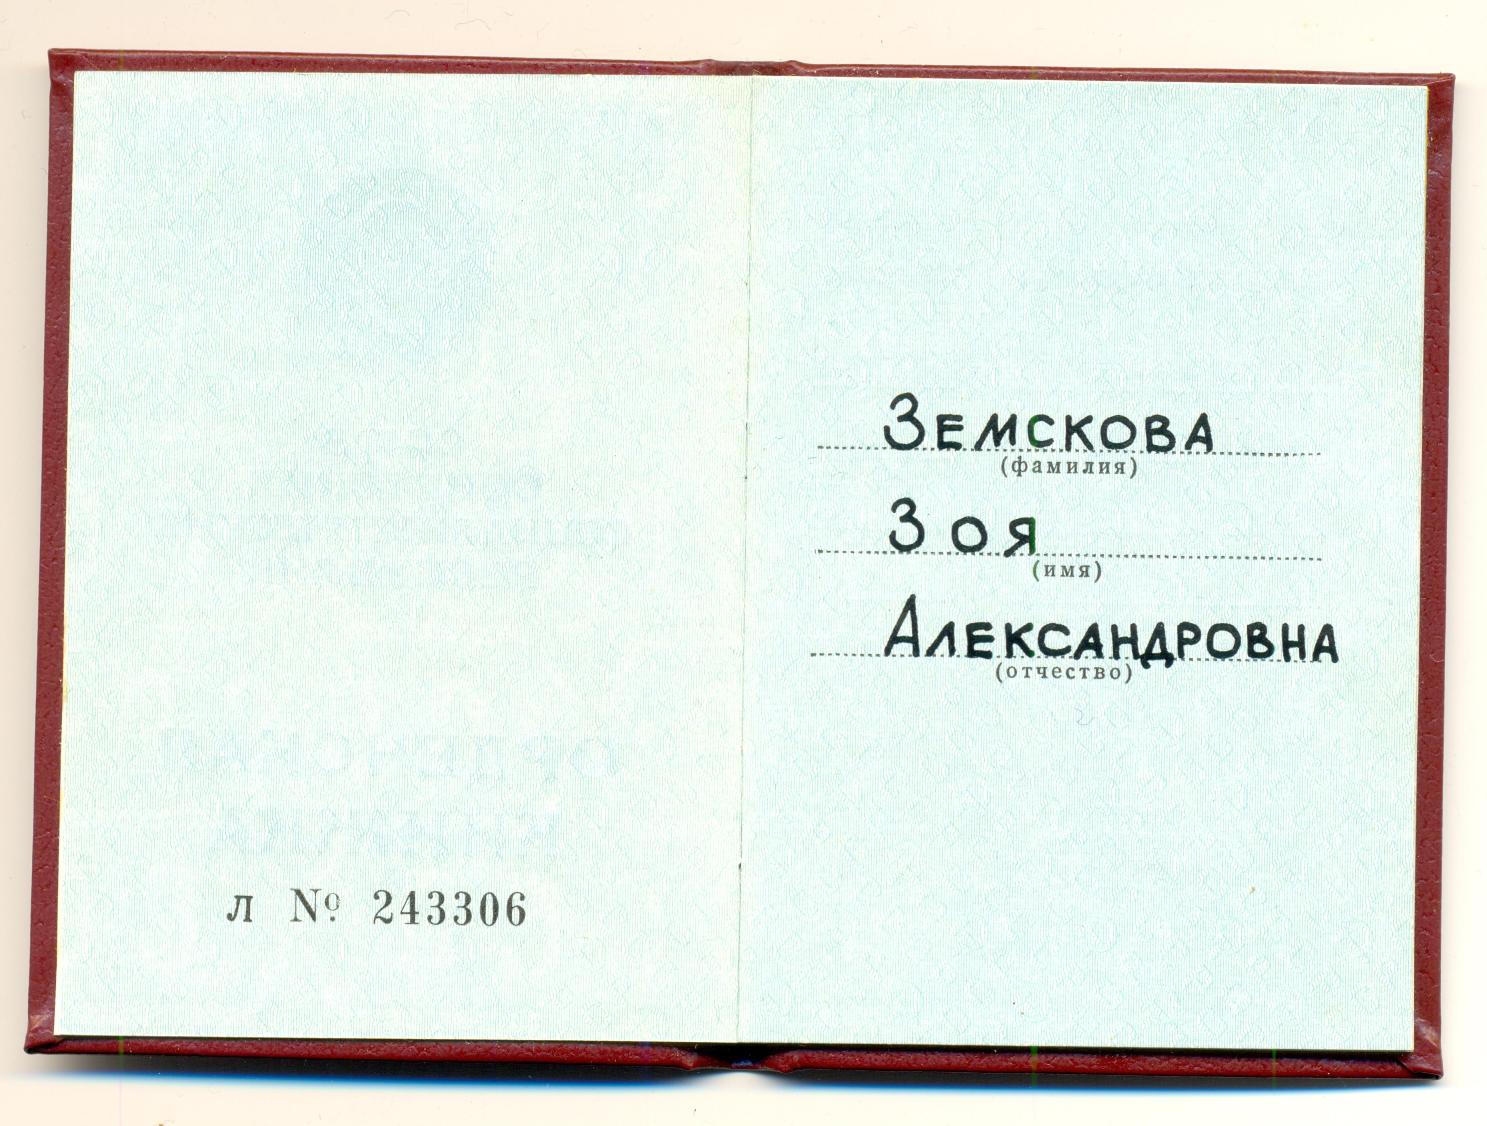 л № 243306
Земскова
(фамилия)
Зоя
(имя)
Александровна
(отчество)